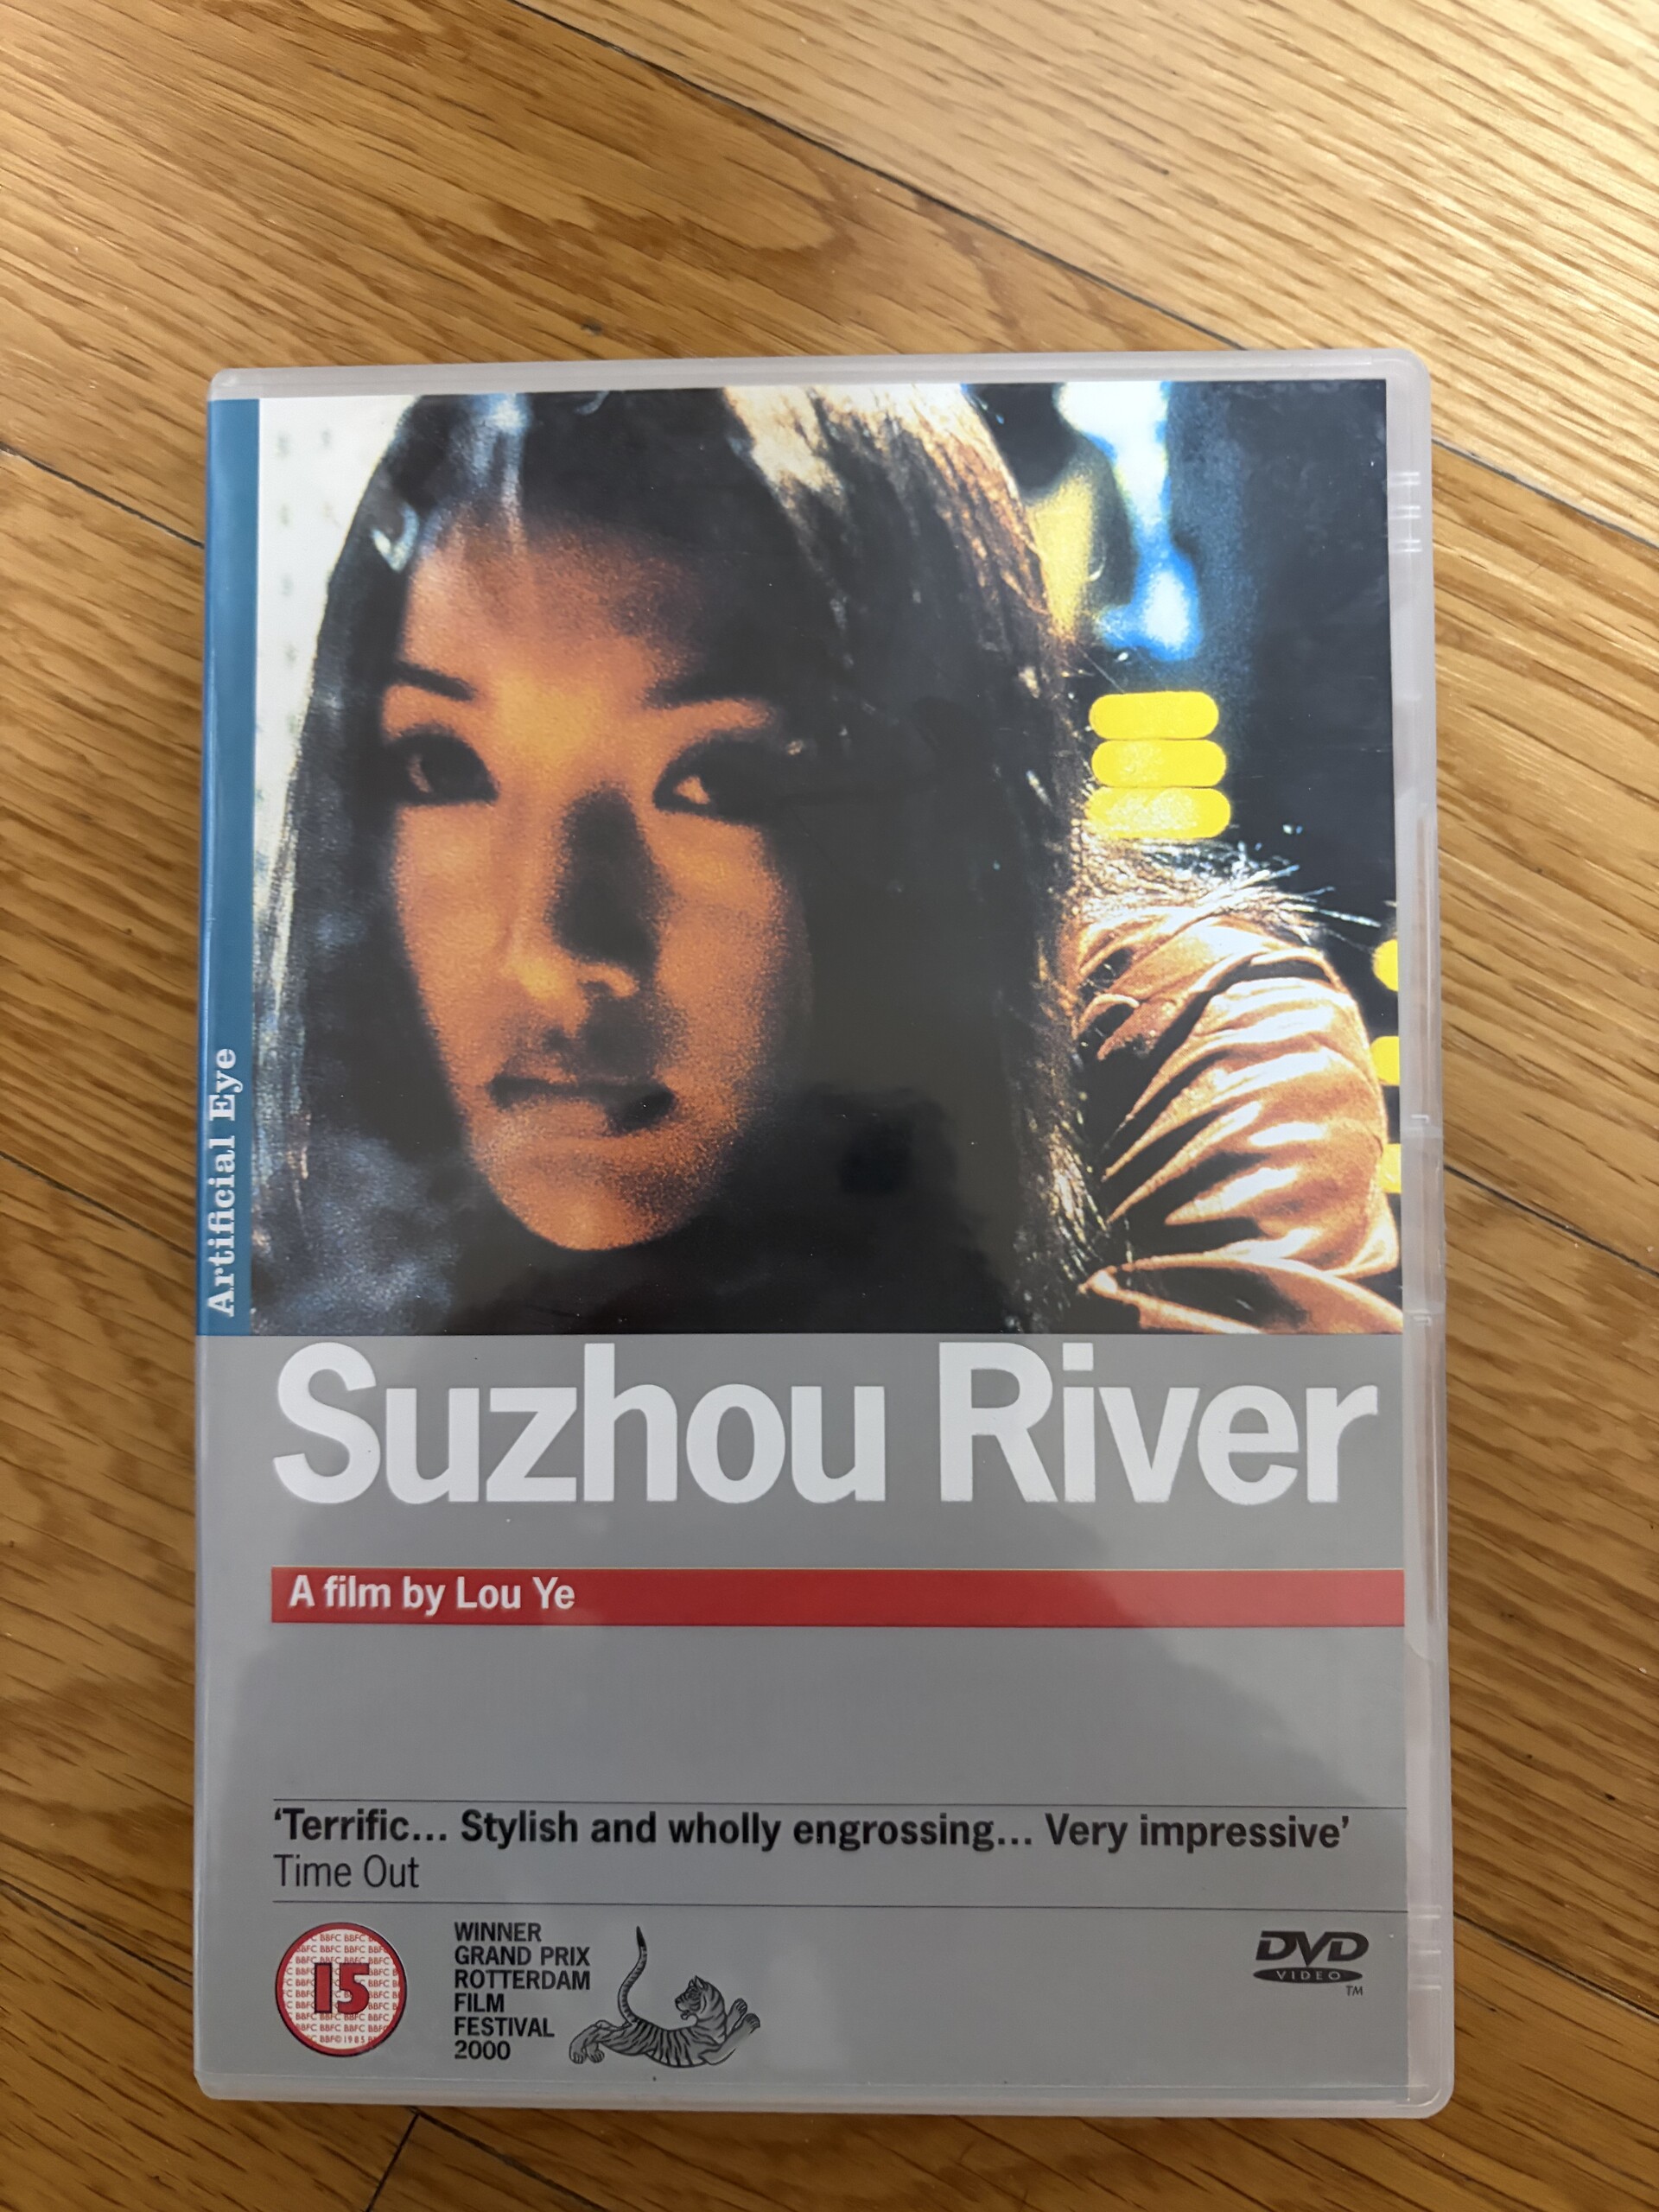 Artificial Eye
Suzhou River
A film by Lou Ye
‘Terrific... Stylish and wholly engrossing... Very impressive’
Time Out
15
WINNER
GRAND PRIX
ROTTERDAM
FILM
FESTIVAL
2000
DVD
VIDEO
TM